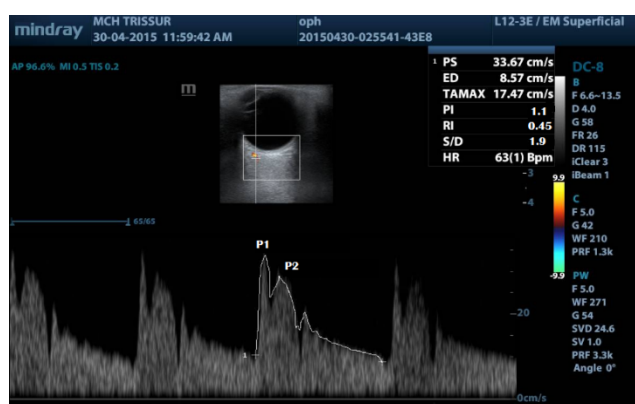 mindray
MCH TRISSUR
30-04-2015 11:59:42 AM
oph
20150430-025541-43E8
L12-3E / EM Superficial
AP 96.6% MI 0.5 TIS 0.2
m
1 PS 33.67 cm/s
ED 8.57 cm/s
TAMAX 17.47 cm/s
PI 1.1
RI 0.45
S/D 1.9
HR 63(1) Bpm
DC-8
B
F 6.6~13.5
D 4.0
G 58
FR 26
DR 115
iClear 3
iBeam 1
-3
-4
9.9
-9.9
C
F 5.0
G 42
WF 210
PRF 1.3k
65/65
P1
P2
1
PW
F 5.0
WF 271
G 54
SVD 24.6
SV 1.0
PRF 3.3k
Angle 0°
-20
0cm/s